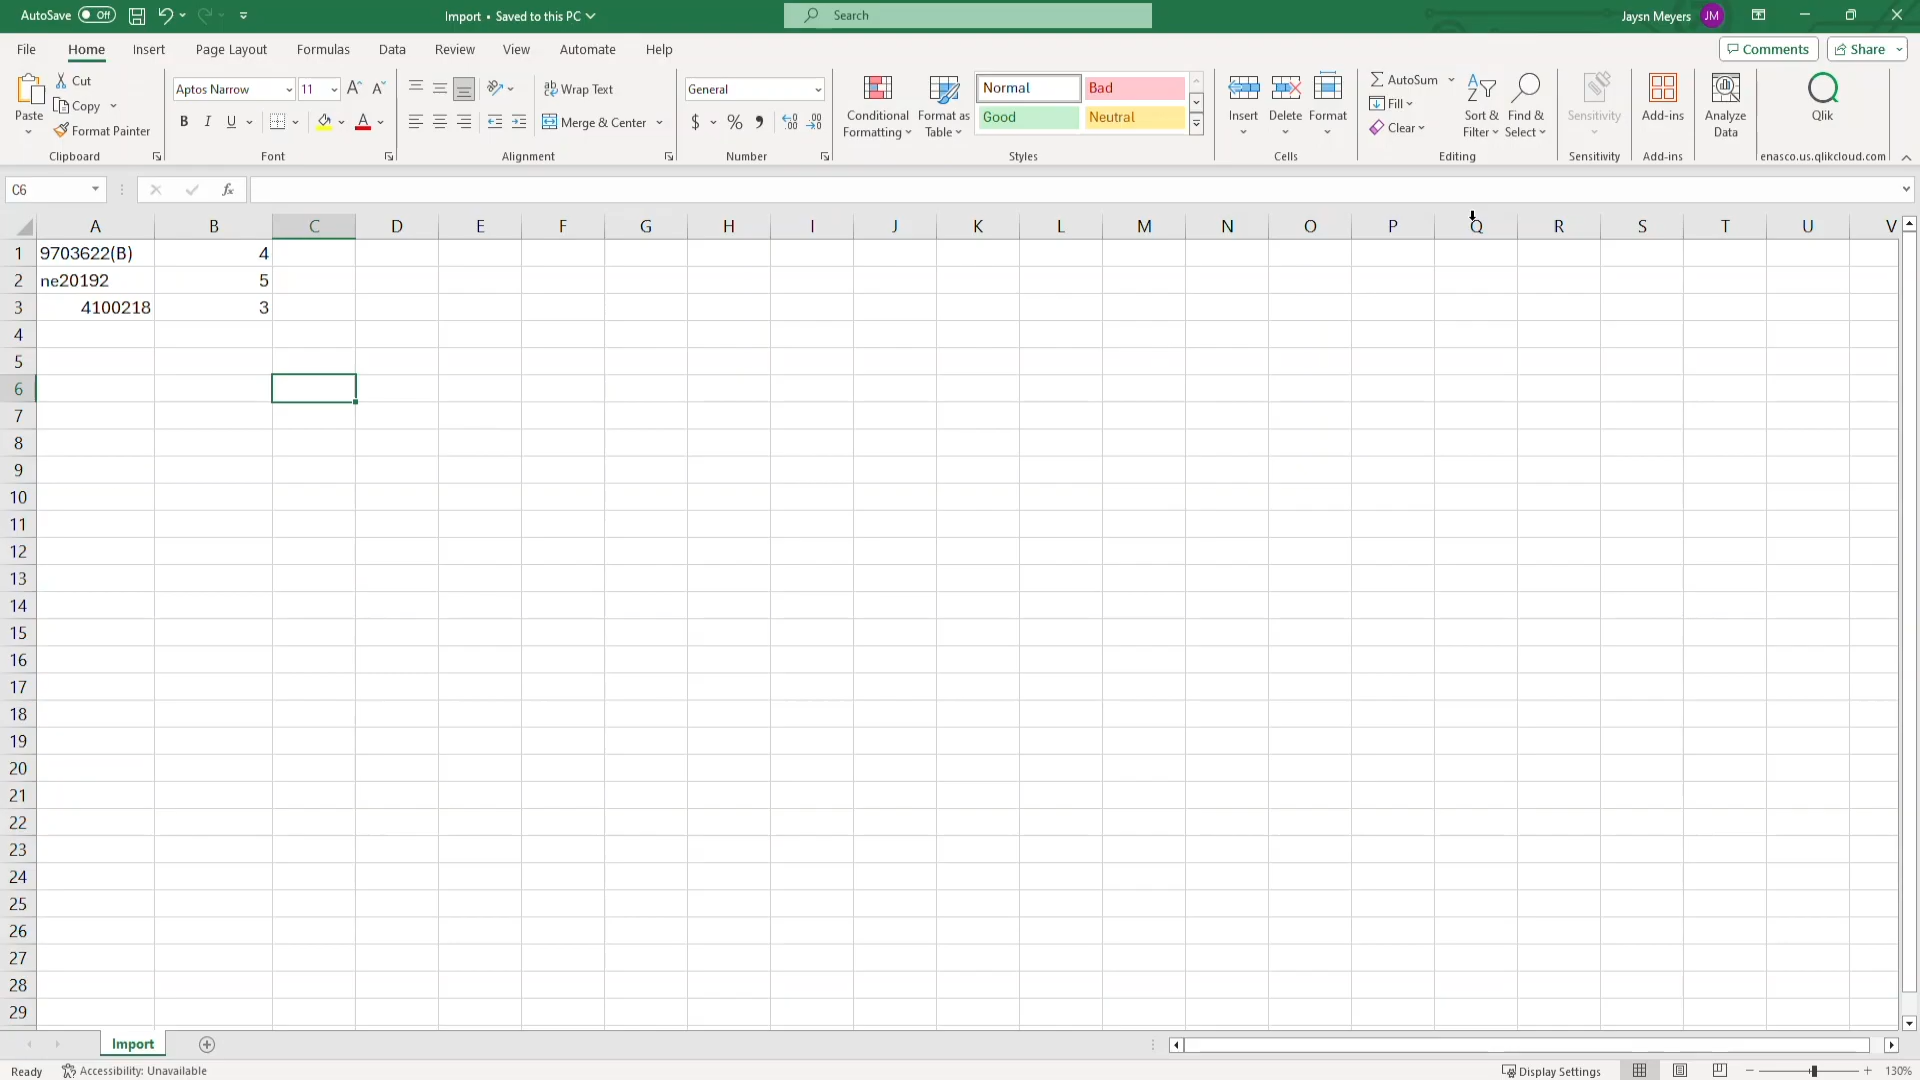 AutoSave Off Import • Saved to this PC Search Jaysn Meyers JM
File Home Insert Page Layout Formulas Data Review View Automate Help Comments Share
Paste Cut Copy Format Painter Clipboard
Aptos Narrow 11 A A B I U A Font
Wrap Text Merge & Center Alignment
General $ % Number
Conditional Formatting Format as Table Normal Bad Good Neutral Styles
Insert Delete Format Cells
AutoSum Fill Clear Sort & Filter Find & Select Editing
Sensitivity Sensitivity
Add-ins Add-ins
Analyze Data
Qlik enasco.us.qlikcloud.com
C6 fx
A B C D E F G H I J K L M N O P Q R S T U V
1 9703622(B) 4
2 ne20192 5
3 4100218 3
4
5
6
7
8
9
10
11
12
13
14
15
16
17
18
19
20
21
22
23
24
25
26
27
28
29
Import
Ready Accessibility: Unavailable Display Settings 130%